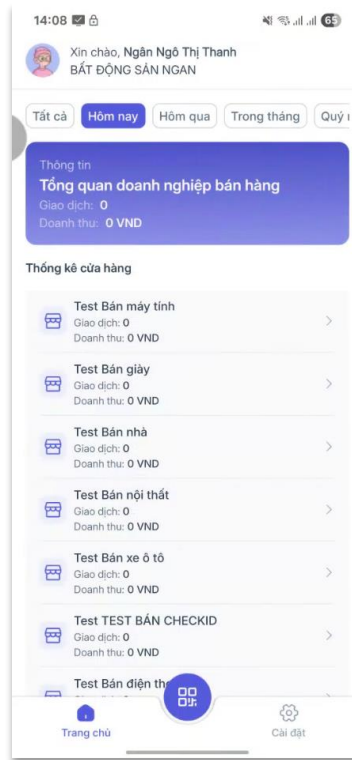 14:08
65
Xin chào, Ngân Ngô Thị Thanh
BẤT ĐỘNG SẢN NGAN
Tất cả
Hôm nay
Hôm qua
Trong tháng
Quý
Thông tin
Tổng quan doanh nghiệp bán hàng
Giao dịch: 0
Doanh thu: 0 VND
Thống kê cửa hàng
Test Bán máy tính
Giao dịch: 0
Doanh thu: 0 VND
Test Bán giày
Giao dịch: 0
Doanh thu: 0 VND
Test Bán nhà
Giao dịch: 0
Doanh thu: 0 VND
Test Bán nội thất
Giao dịch: 0
Doanh thu: 0 VND
Test Bán xe ô tô
Giao dịch: 0
Doanh thu: 0 VND
Test TEST BÁN CHECKID
Giao dịch: 0
Doanh thu: 0 VND
Test Bán điện
Trang chủ
Cài đặt